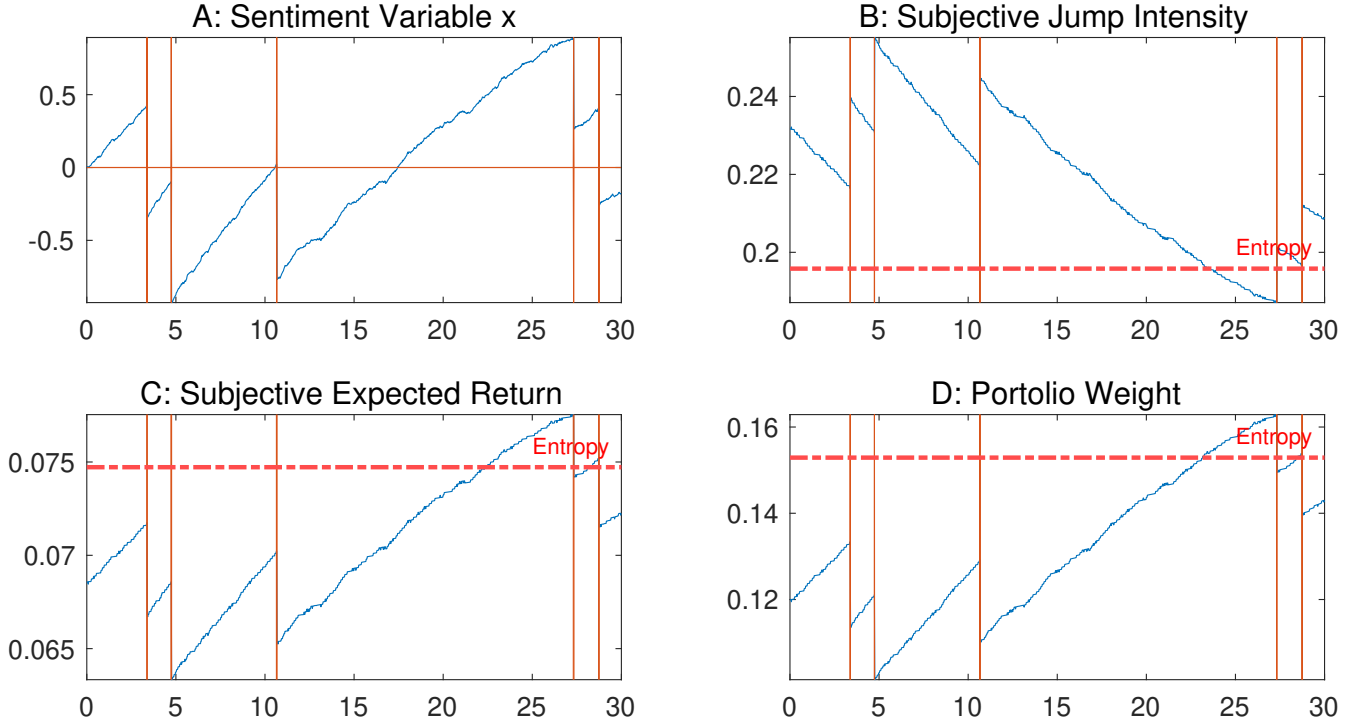 A: Sentiment Variable x
0.5
0
-0.5
0 5 10 15 20 25 30
B: Subjective Jump Intensity
0.24
0.22
0.2
Entropy
0 5 10 15 20 25 30
C: Subjective Expected Return
0.075
0.07
0.065
Entropy
0 5 10 15 20 25 30
D: Portolio Weight
0.16
0.14
0.12
Entropy
0 5 10 15 20 25 30